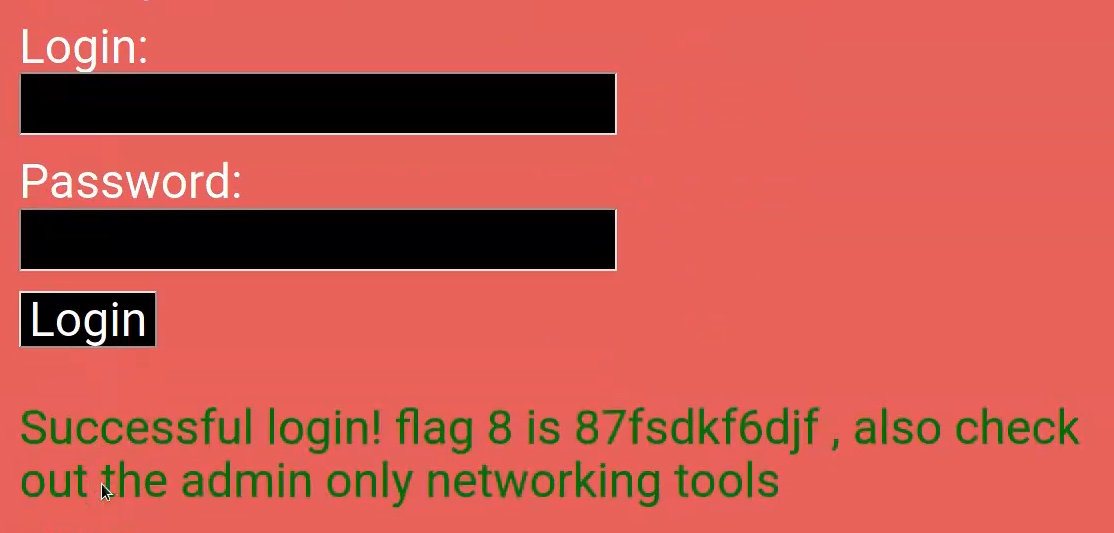 Login:
Password:
Login
Successful login! flag 8 is 87fsdkf6djf , also check
out the admin only networking tools